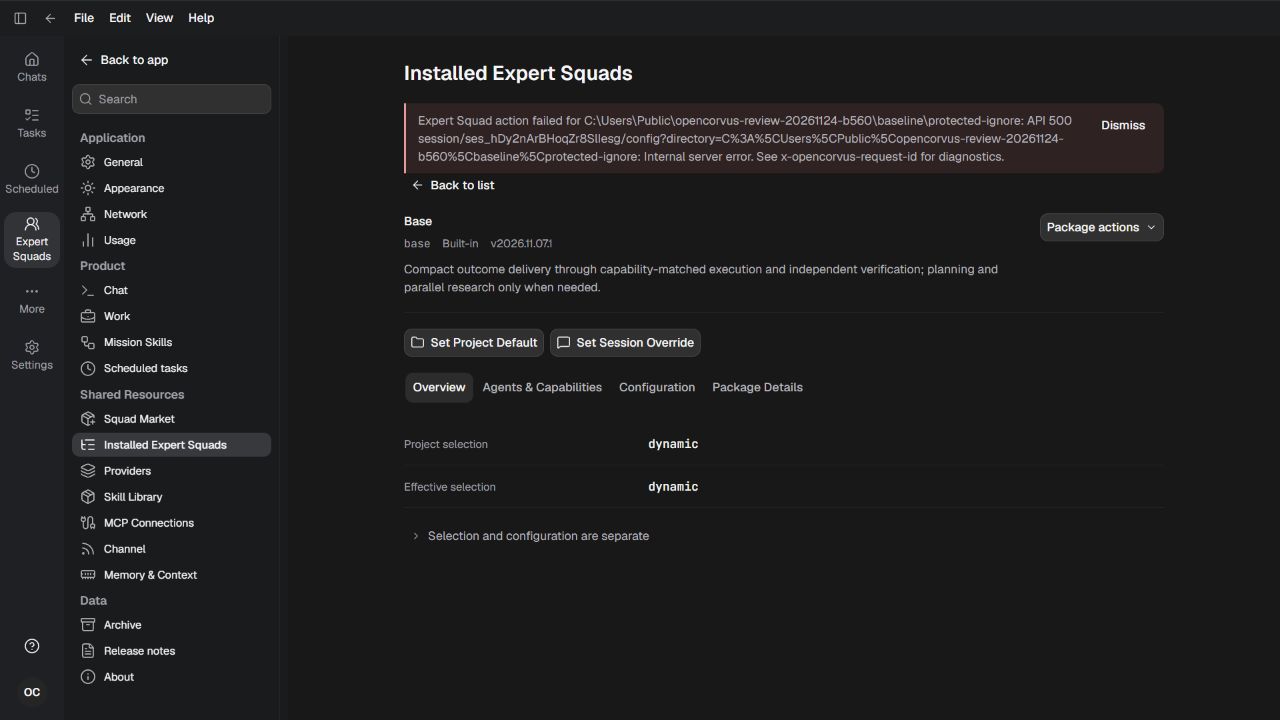 File Edit View Help
Chats
Tasks
Scheduled
Expert
Squads
More
Settings
OC
Back to app
Search
Application
General
Appearance
Network
Usage
Product
Chat
Work
Mission Skills
Scheduled tasks
Shared Resources
Squad Market
Installed Expert Squads
Providers
Skill Library
MCP Connections
Channel
Memory & Context
Data
Archive
Release notes
About
Installed Expert Squads
Expert Squad action failed for C:\Users\Public\opencorvus-review-20261124-b560\baseline\protected-ignore: API 500
session/ses_hDy2nArBHoqZr8SIlesg/config?directory=C%3A%5CUsers%5CPublic%5Copencorvus-review-20261124-
b560%5Cbaseline%5Cprotected-ignore: Internal server error. See x-opencorvus-request-id for diagnostics.
Dismiss
Back to list
Base
base Built-in v2026.11.07.1
Package actions
Compact outcome delivery through capability-matched execution and independent verification; planning and
parallel research only when needed.
Set Project Default Set Session Override
Overview Agents & Capabilities Configuration Package Details
Project selection dynamic
Effective selection dynamic
Selection and configuration are separate